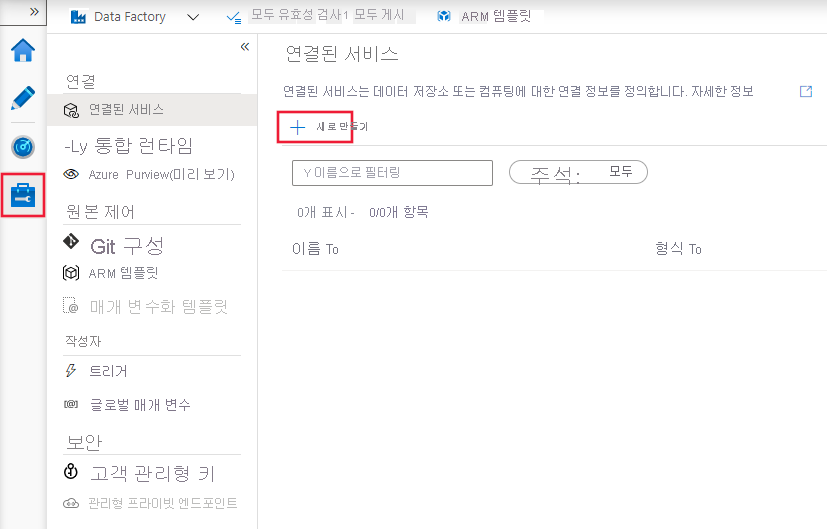 »
Data Factory 모두 유효성 검사1 모두 게시 ARM 템플릿
«
연결
연결된 서비스
-Ly 통합 런타임
Azure Purview(미리 보기)
원본 제어
Git 구성
ARM 템플릿
매개 변수화 템플릿
작성자
트리거
글로벌 매개 변수
보안
고객 관리형 키
관리형 프라이빗 엔드포인트
연결된 서비스
연결된 서비스는 데이터 저장소 또는 컴퓨팅에 대한 연결 정보를 정의합니다. 자세한 정보
새로 만들기
Y 이름으로 필터링 주석: 모두
0개 표시 - 0/0개 항목
이름 To 형식 To